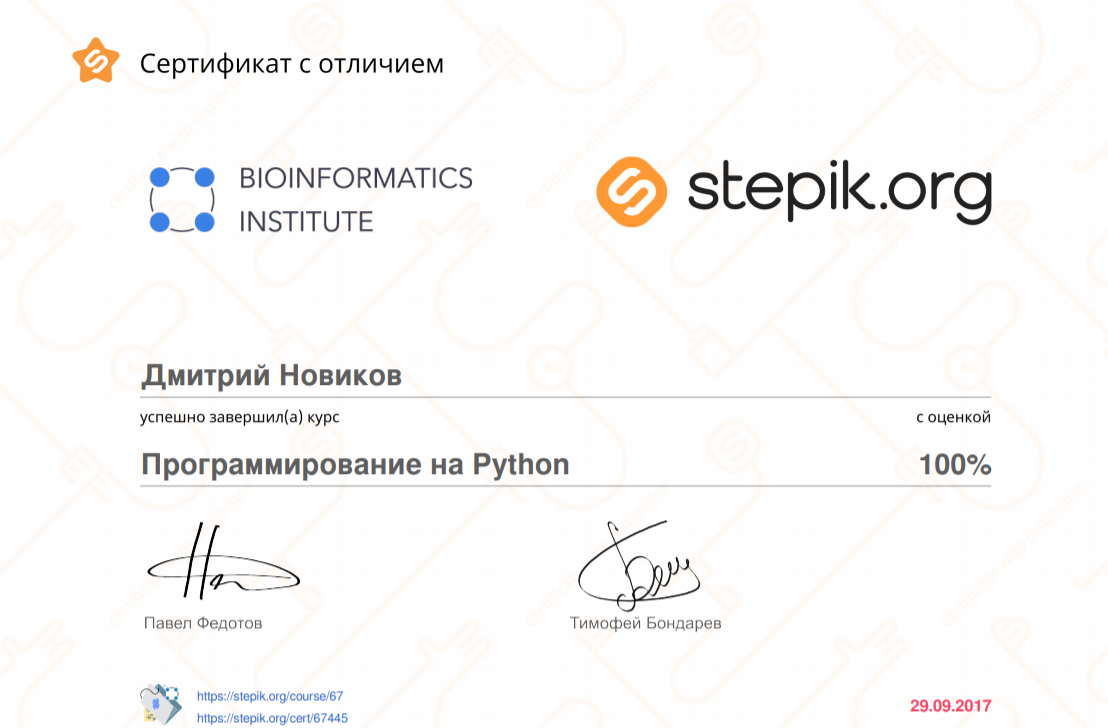 Сертификат с отличием
BIOINFORMATICS
INSTITUTE
stepik.org
Дмитрий Новиков
успешно завершил(а) курс
с оценкой
Программирование на Python
100%
Павел Федотов
Тимофей Бондарев
https://stepik.org/course/67
https://stepik.org/cert/67445
29.09.2017